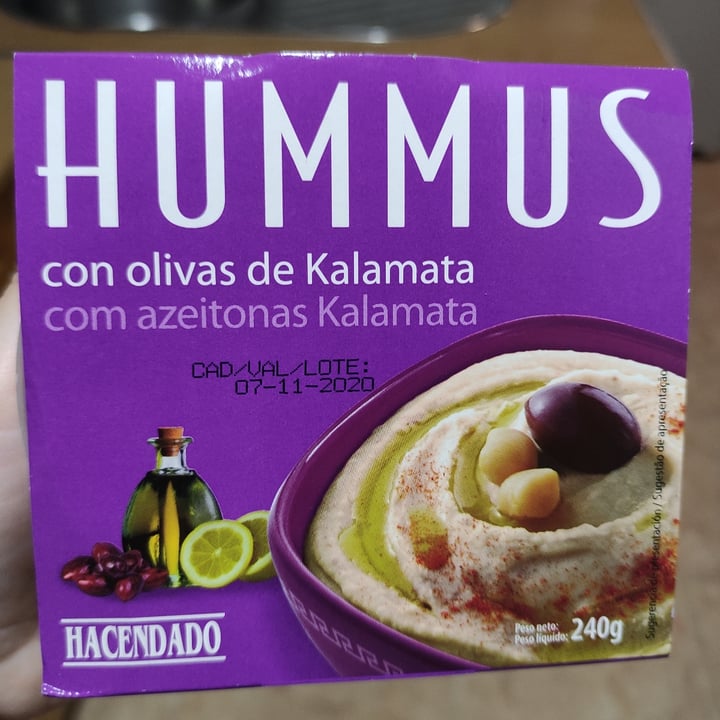 HUMMUS
con olivas de Kalamata
com azeitonas Kalamata
CAD/VAL/LOTE:
07-11-2020
HACENDADO
Peso neto:
Peso líquido: 240g
Sugerencia de presentación / Sugestão de apresentação